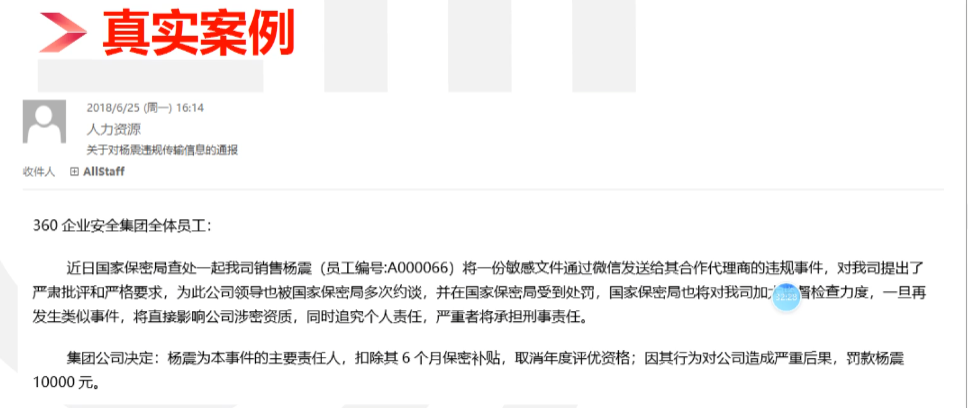 真实案例
2018/6/25 (周一) 16:14
人力资源
关于对杨震违规传输信息的通报
收件人 AllStaff
360 企业安全集团全体员工：
近日国家保密局查处一起我司销售杨震（员工编号:A000066）将一份敏感文件通过微信发送给其合作代理商的违规事件，对我司提出了
严肃批评和严格要求，为此公司领导也被国家保密局多次约谈，并在国家保密局受到处罚，国家保密局也将对我司加大 检查力度，一旦再
发生类似事件，将直接影响公司涉密资质，同时追究个人责任，严重者将承担刑事责任。
集团公司决定：杨震为本事件的主要责任人，扣除其 6 个月保密补贴，取消年度评优资格；因其行为对公司造成严重后果，罚款杨震
10000 元。